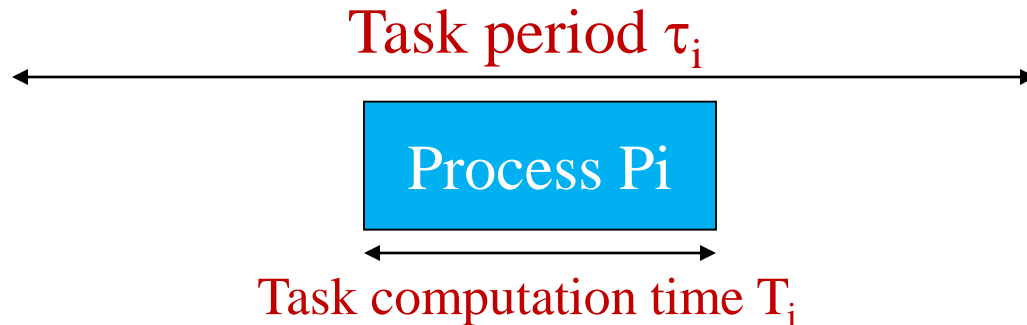 Task period τᵢ
Process Pi
Task computation time Tᵢ